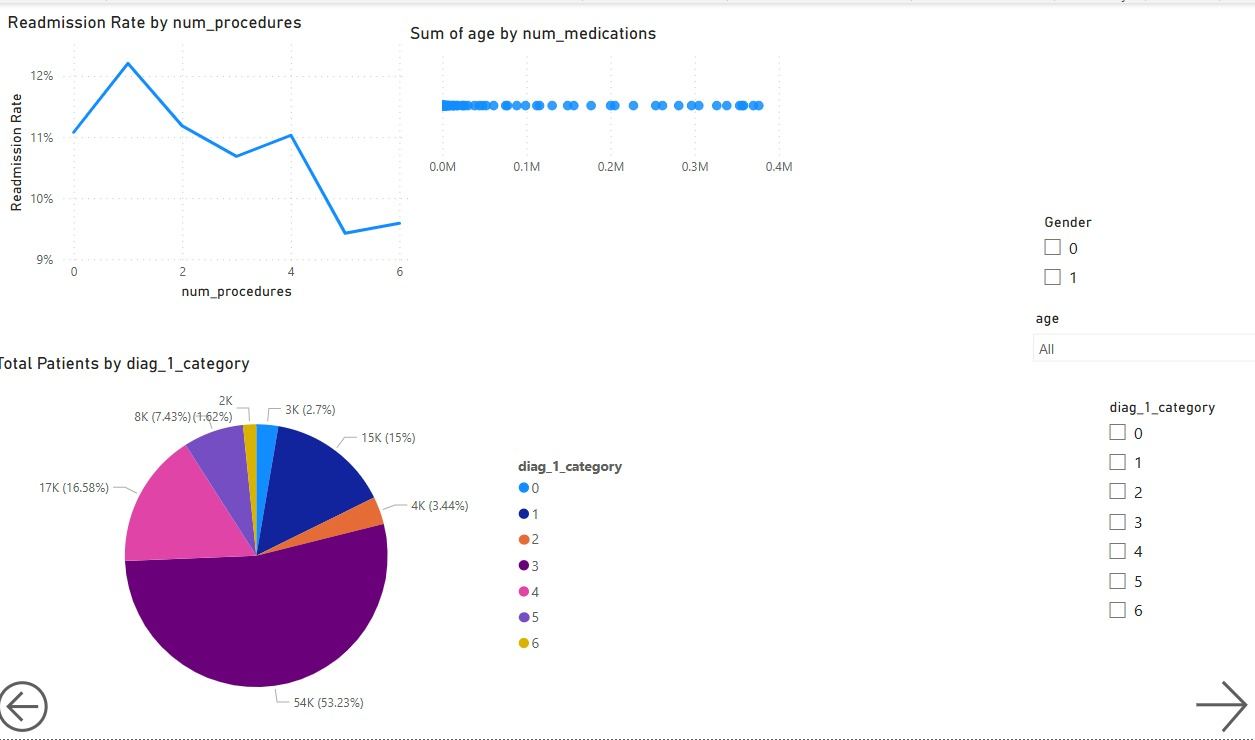 Readmission Rate by num_procedures
12%
11%
10%
9%
Readmission Rate
0
2
4
6
num_procedures
Sum of age by num_medications
0.0M
0.1M
0.2M
0.3M
0.4M
Gender
0
1
age
All
Total Patients by diag_1_category
2K
(1.62%)
3K (2.7%)
8K (7.43%)
15K (15%)
17K (16.58%)
4K (3.44%)
54K (53.23%)
diag_1_category
0
1
2
3
4
5
6
diag_1_category
0
1
2
3
4
5
6